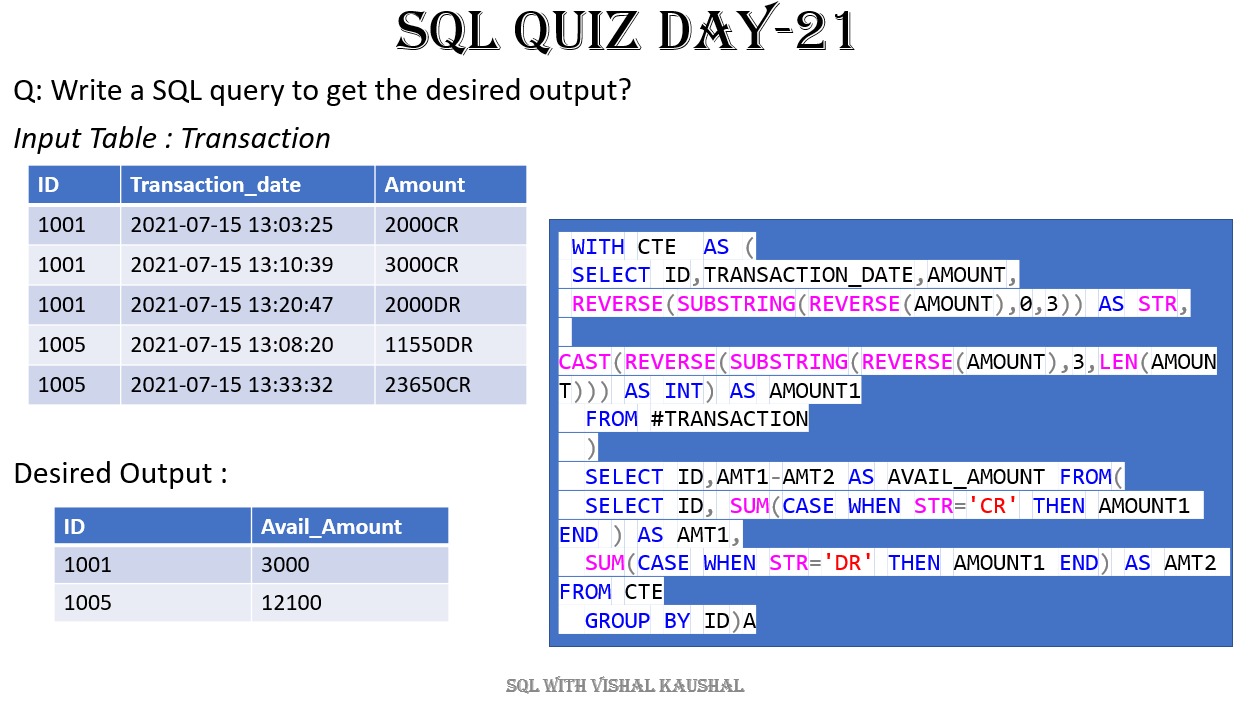 SQL QUIZ DAY-21
Q: Write a SQL query to get the desired output?
Input Table : Transaction
ID Transaction_date Amount
1001 2021-07-15 13:03:25 2000CR
1001 2021-07-15 13:10:39 3000CR
1001 2021-07-15 13:20:47 2000DR
1005 2021-07-15 13:08:20 11550DR
1005 2021-07-15 13:33:32 23650CR
Desired Output :
ID Avail_Amount
1001 3000
1005 12100
WITH CTE AS (
SELECT ID,TRANSACTION_DATE,AMOUNT,
REVERSE(SUBSTRING(REVERSE(AMOUNT),0,3)) AS STR,
CAST(REVERSE(SUBSTRING(REVERSE(AMOUNT),3,LEN(AMOUN
T))) AS INT) AS AMOUNT1
FROM #TRANSACTION
)
SELECT ID,AMT1-AMT2 AS AVAIL_AMOUNT FROM(
SELECT ID, SUM(CASE WHEN STR='CR' THEN AMOUNT1
END ) AS AMT1,
SUM(CASE WHEN STR='DR' THEN AMOUNT1 END) AS AMT2
FROM CTE
GROUP BY ID)A
SQL WITH VISHAL KAUSHAL